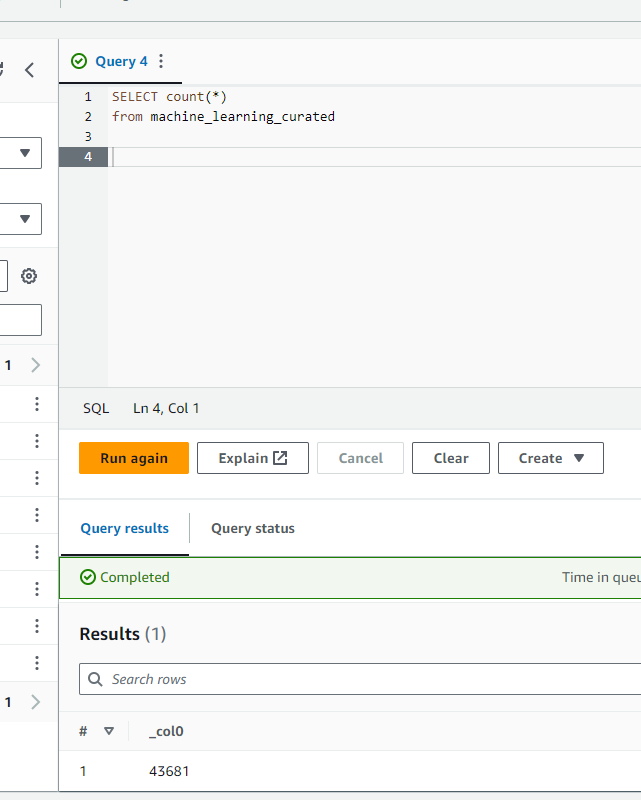 Query 4
1 SELECT count(*)
2 from machine_learning_curated
3
4
1
SQL Ln 4, Col 1
Run again Explain Cancel Clear Create
Query results Query status
Completed Time in
Results (1)
Search rows
1
# _col0
1 43681